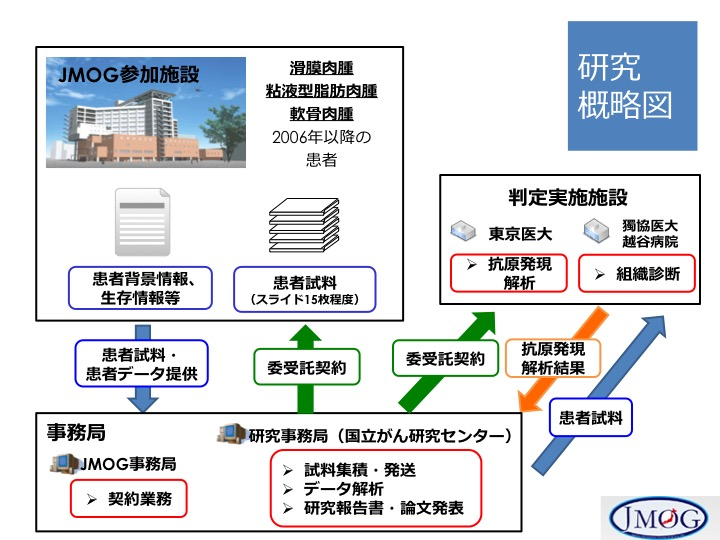 研究
概略図
JMOG参加施設
滑膜肉腫
粘液型脂肪肉腫
軟骨肉腫
2006年以降の
患者
患者背景情報、
生存情報等
患者試料
（スライド15枚程度）
判定実施施設
東京医大
獨協医大
越谷病院
➢ 抗原発現
解析
➢ 組織診断
患者試料・
患者データ提供
委受託契約
委受託契約
抗原発現
解析結果
患者試料
事務局
JMOG事務局
➢ 契約業務
研究事務局（国立がん研究センター）
➢ 試料集積・発送
➢ データ解析
➢ 研究報告書・論文発表
JMOG